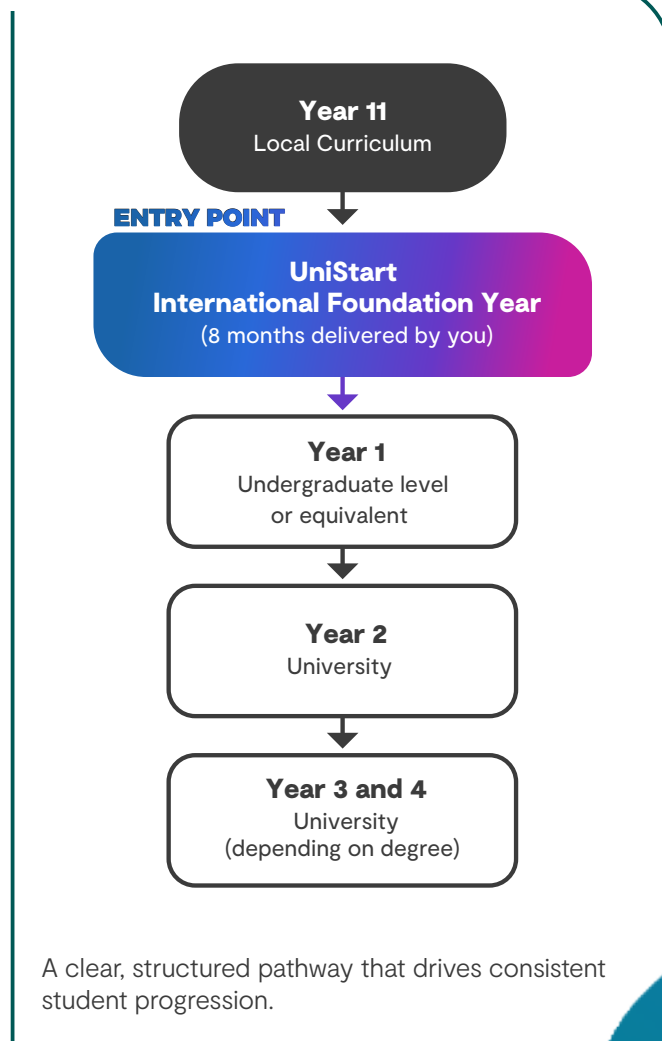 Year 11
Local Curriculum
ENTRY POINT
UniStart
International Foundation Year
(8 months delivered by you)
Year 1
Undergraduate level
or equivalent
Year 2
University
Year 3 and 4
University
(depending on degree)
A clear, structured pathway that drives consistent
student progression.